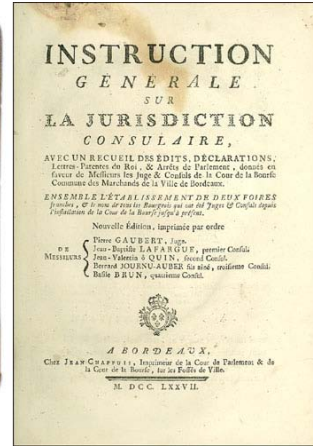 INSTRUCTION
GENERALE
SUR
LA JURISDICTION
CONSULAIRE,
AVEC UN RECUEIL DES ÉDITS, DÉCLARATIONS,
Lettres-Patentes du Roi, & Arrêts de Parlement, donnés en
faveur de Messieurs les Juge & Consuls de la Cour de la Bourse
Commune des Marchands de la Ville de Bordeaux.
ENSEMBLE L'ÉTABLISSEMENT DE DEUX FOIRES
franches, & le nom de tous les Bourgeois qui ont été Juges & Consuls depuis
l'installation de la Cour de la Bourse jusqu'à présent.
Nouvelle Édition, imprimée par ordre
DE MESSIEURS
Pierre GAUBERT, Juge.
Jean-Baptiste LAFARGUE, premier Consul.
Jean-Valentin ô QUIN, second Consul.
Bernard JOURNU-AUBER fils aîné, troisieme Consul.
Basile BRUN, quatrieme Consul.
A BORDEAUX,
Chez JEAN CHAPPUIS, Imprimeur de la Cour de Parlement & de
la Cour de la Bourse, sur les Fossés de Ville.
M. DCC. LXXVII.